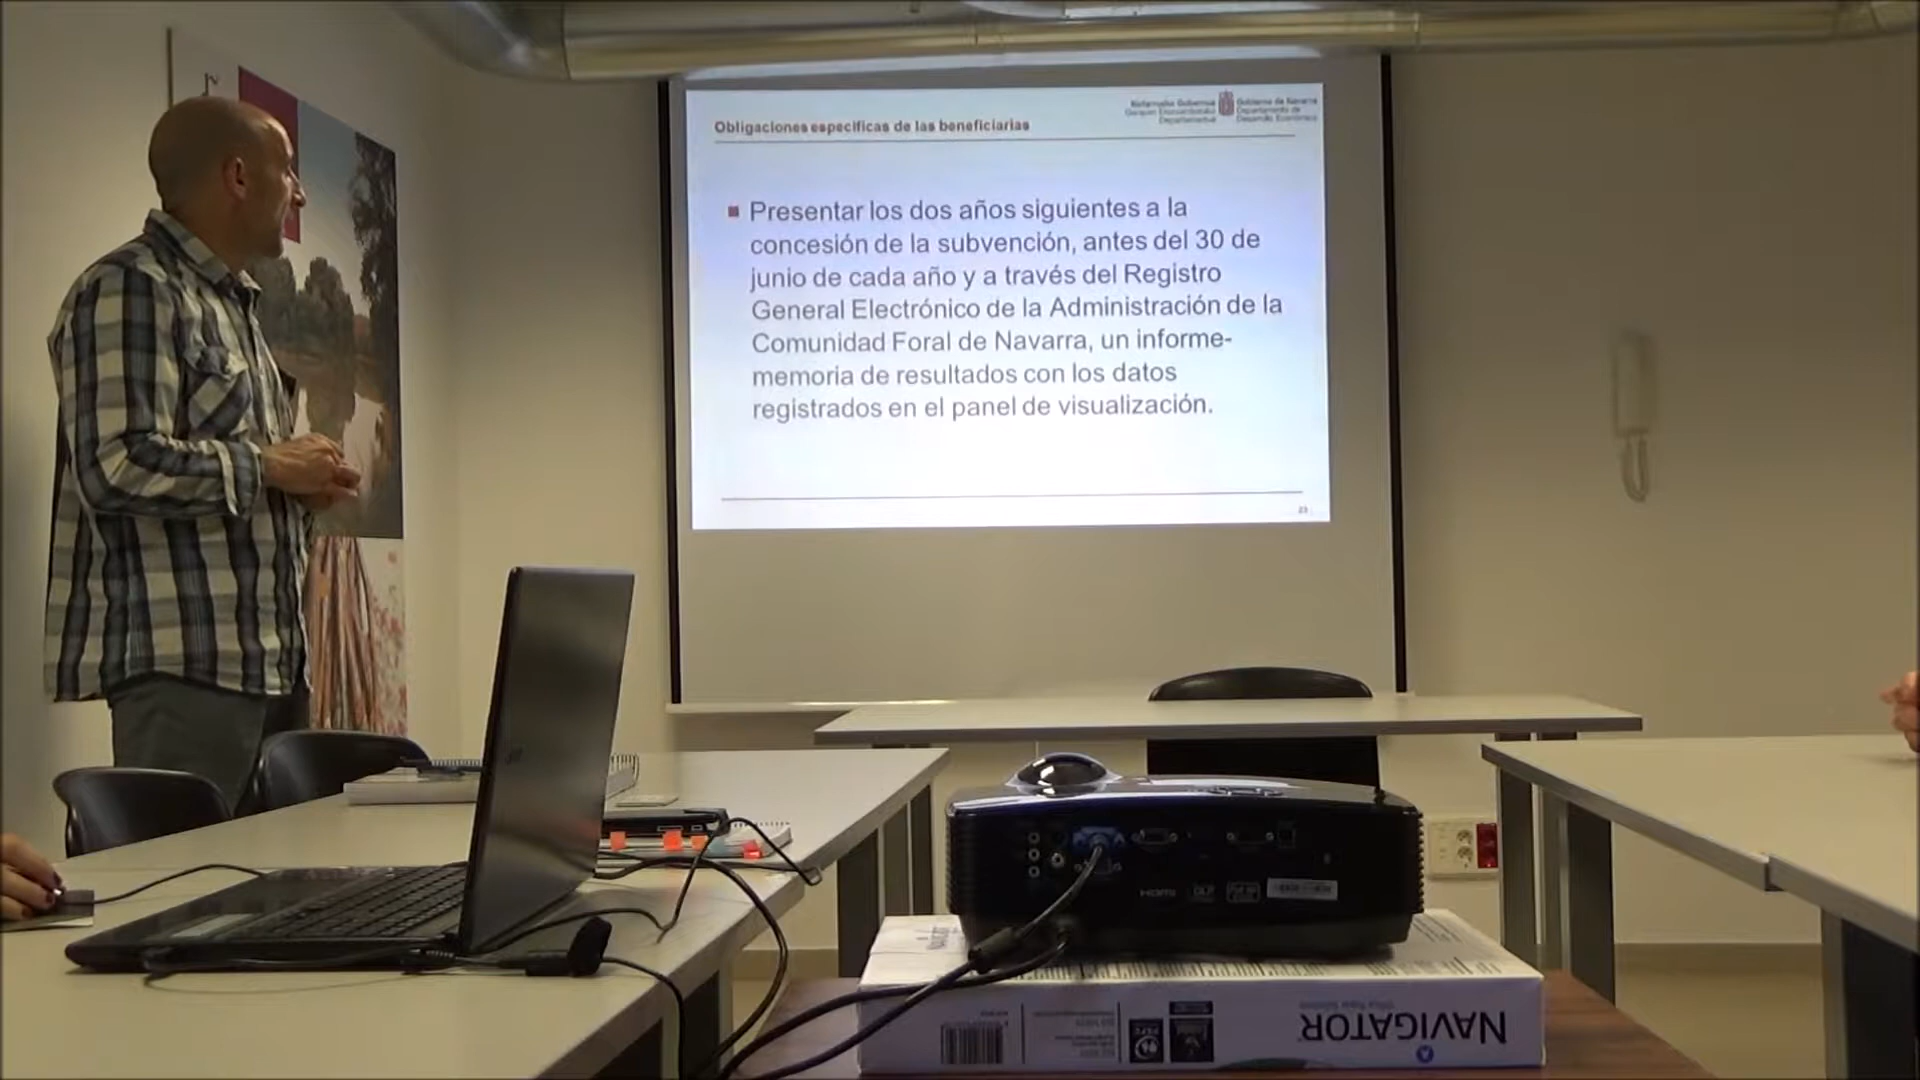 Obligaciones específicas de las beneficiarias
Nafarroako Gobernua
Gobierno de Navarra
Departamento de
Desarrollo Económico
Presentar los dos años siguientes a la
concesión de la subvención, antes del 30 de
junio de cada año y a través del Registro
General Electrónico de la Administración de la
Comunidad Foral de Navarra, un informe-
memoria de resultados con los datos
registrados en el panel de visualización.
23
HDMI
DLP
NAVIGATOR